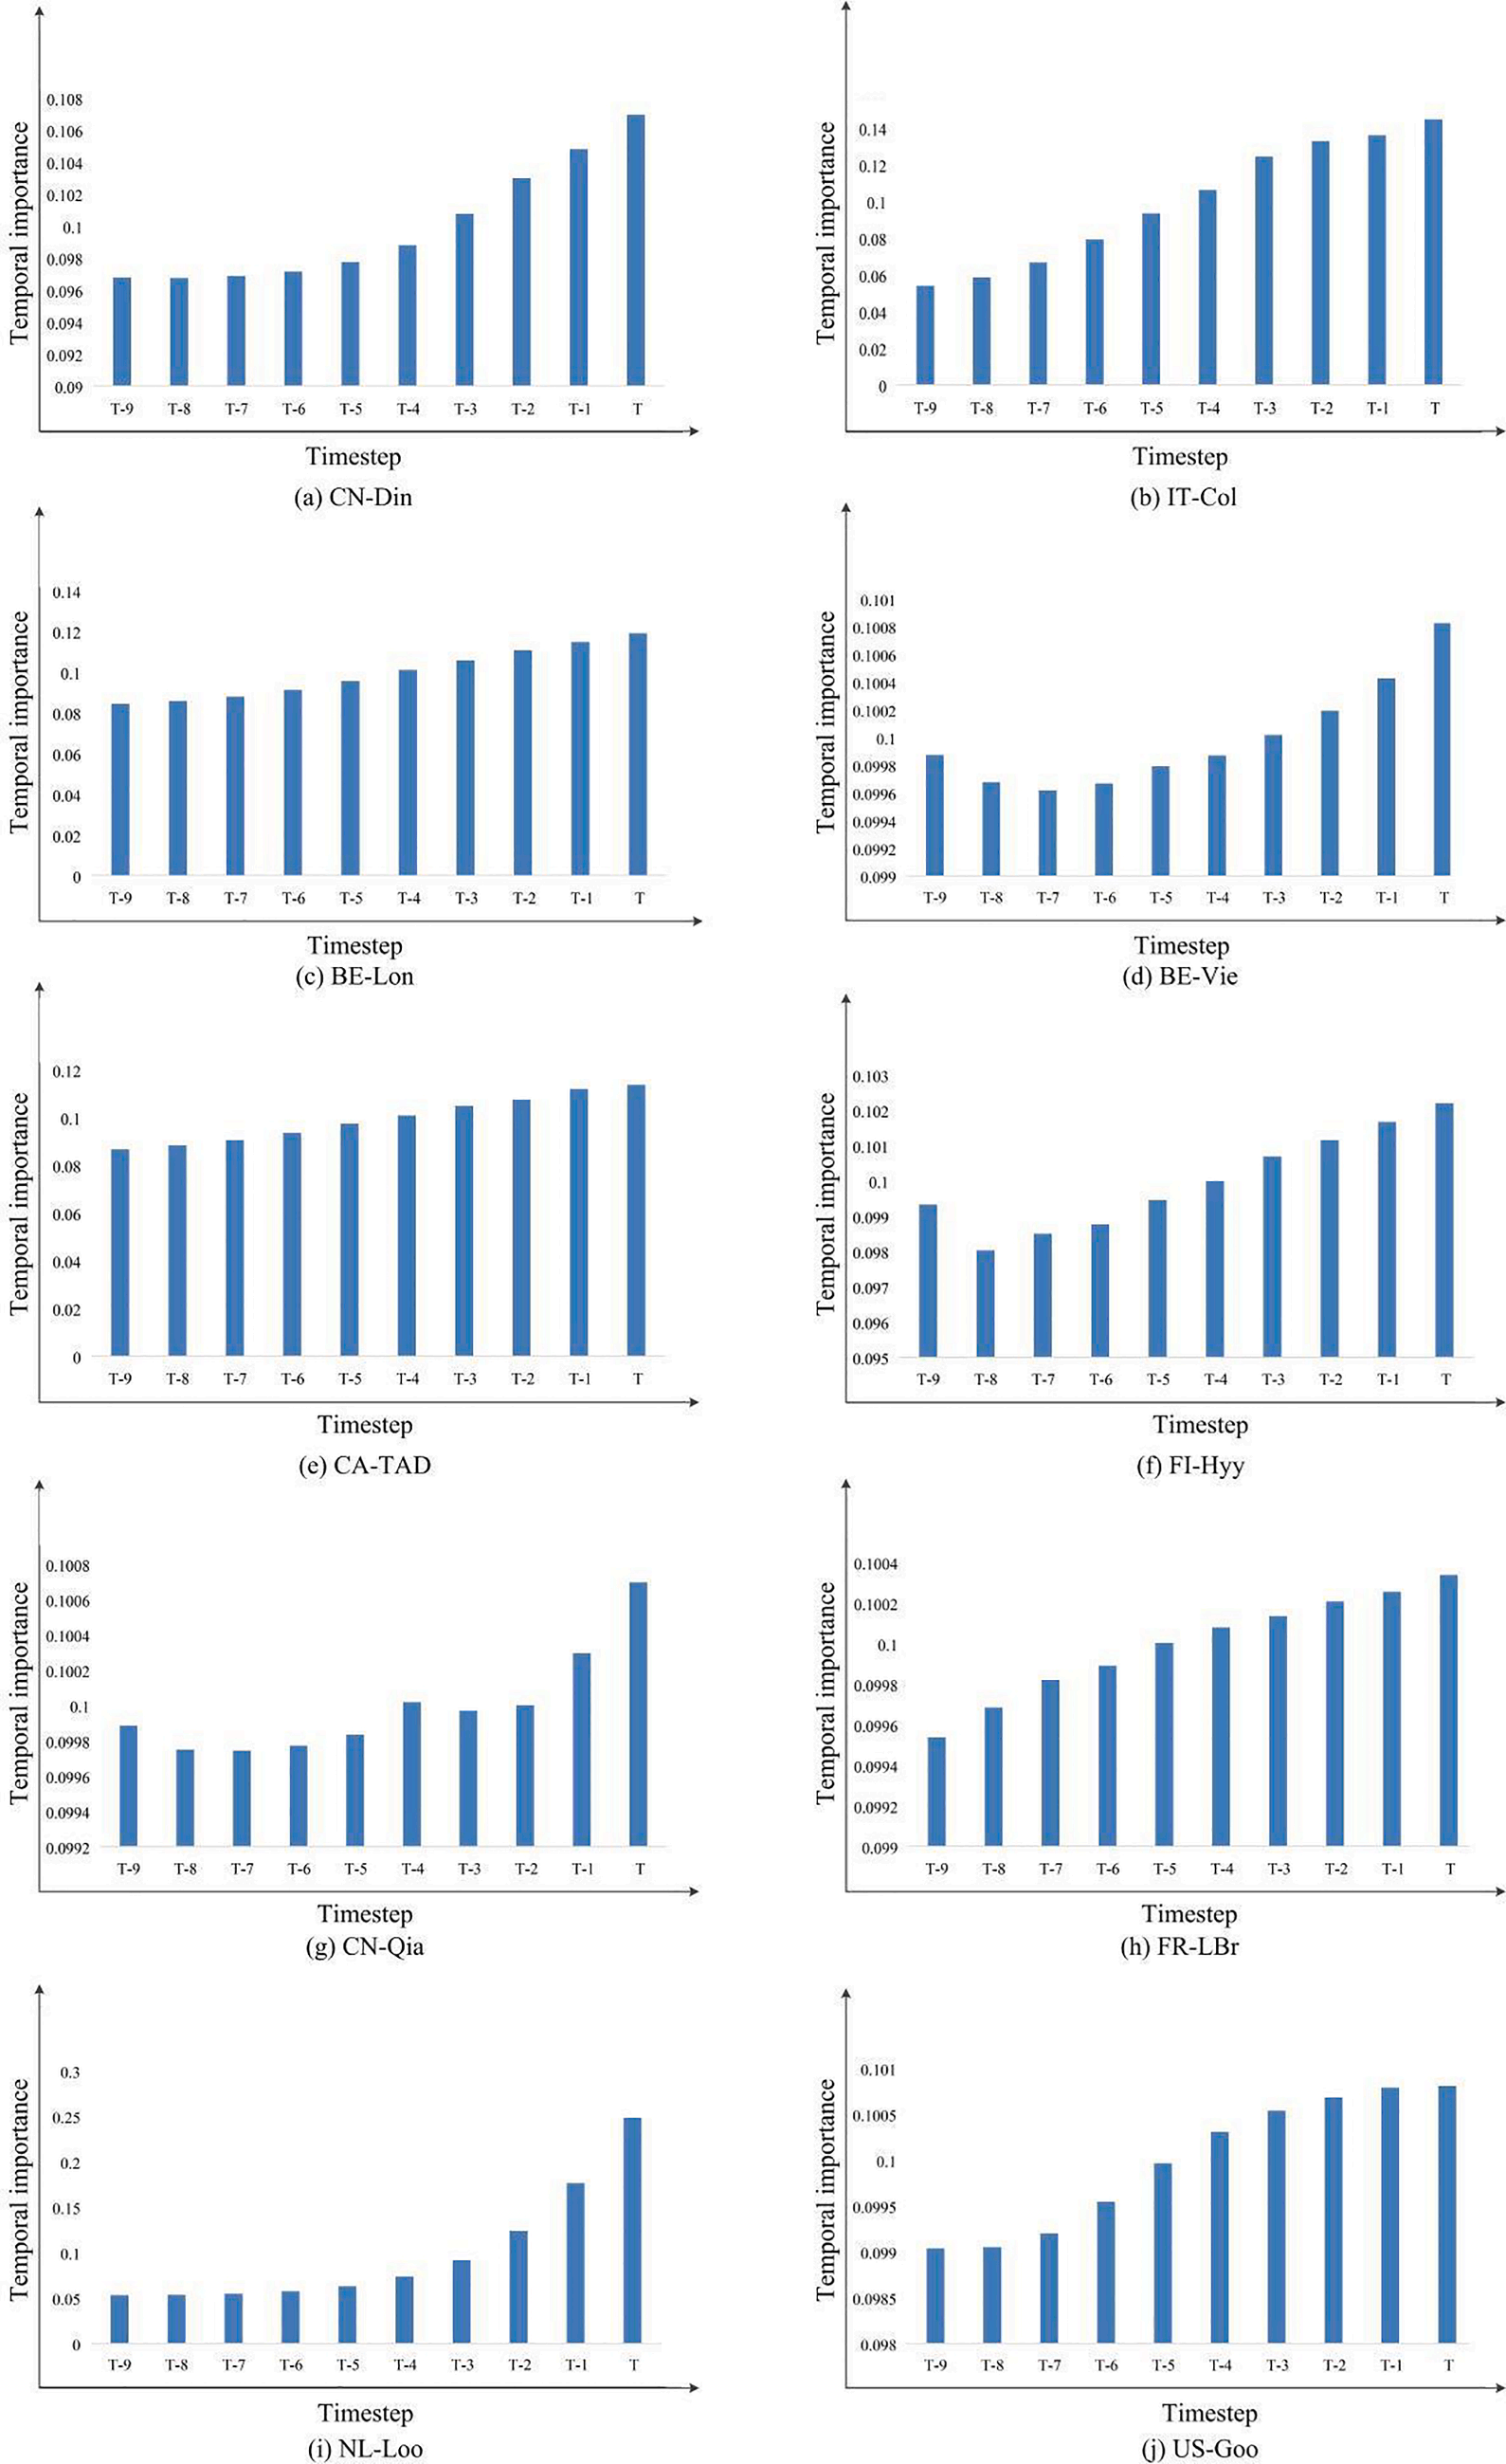 Temporal importance
0.108
0.106
0.104
0.102
0.1
0.098
0.096
0.094
0.092
0.09
T-9 T-8 T-7 T-6 T-5 T-4 T-3 T-2 T-1 T
Timestep
(a) CN-Din
Temporal importance
0.14
0.12
0.1
0.08
0.06
0.04
0.02
0
T-9 T-8 T-7 T-6 T-5 T-4 T-3 T-2 T-1 T
Timestep
(b) IT-Col
Temporal importance
0.14
0.12
0.1
0.08
0.06
0.04
0.02
0
T-9 T-8 T-7 T-6 T-5 T-4 T-3 T-2 T-1 T
Timestep
(c) BE-Lon
Temporal importance
0.101
0.1008
0.1006
0.1004
0.1002
0.1
0.0998
0.0996
0.0994
0.0992
0.099
T-9 T-8 T-7 T-6 T-5 T-4 T-3 T-2 T-1 T
Timestep
(d) BE-Vie
Temporal importance
0.12
0.1
0.08
0.06
0.04
0.02
0
T-9 T-8 T-7 T-6 T-5 T-4 T-3 T-2 T-1 T
Timestep
(e) CA-TAD
Temporal importance
0.103
0.102
0.101
0.1
0.099
0.098
0.097
0.096
0.095
T-9 T-8 T-7 T-6 T-5 T-4 T-3 T-2 T-1 T
Timestep
(f) FI-Hyy
Temporal importance
0.1008
0.1006
0.1004
0.1002
0.1
0.0998
0.0996
0.0994
0.0992
T-9 T-8 T-7 T-6 T-5 T-4 T-3 T-2 T-1 T
Timestep
(g) CN-Qia
Temporal importance
0.1004
0.1002
0.1
0.0998
0.0996
0.0994
0.0992
0.099
T-9 T-8 T-7 T-6 T-5 T-4 T-3 T-2 T-1 T
Timestep
(h) FR-LBr
Temporal importance
0.3
0.25
0.2
0.15
0.1
0.05
0
T-9 T-8 T-7 T-6 T-5 T-4 T-3 T-2 T-1 T
Timestep
(i) NL-Loo
Temporal importance
0.101
0.1005
0.1
0.0995
0.099
0.0985
0.098
T-9 T-8 T-7 T-6 T-5 T-4 T-3 T-2 T-1 T
Timestep
(j) US-Goo